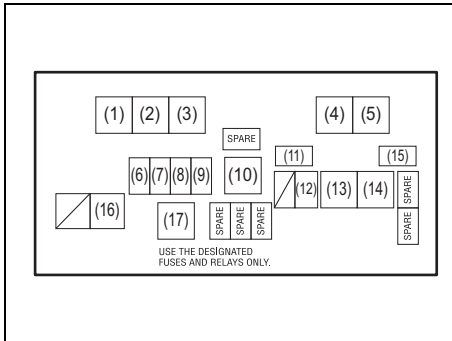 (1) (2) (3) (4) (5)
SPARE
(11) (15)
(6) (7) (8) (9) (10) (12) (13) (14) SPARE
(16) (17) SPARE SPARE SPARE SPARE
USE THE DESIGNATED
FUSES AND RELAYS ONLY.